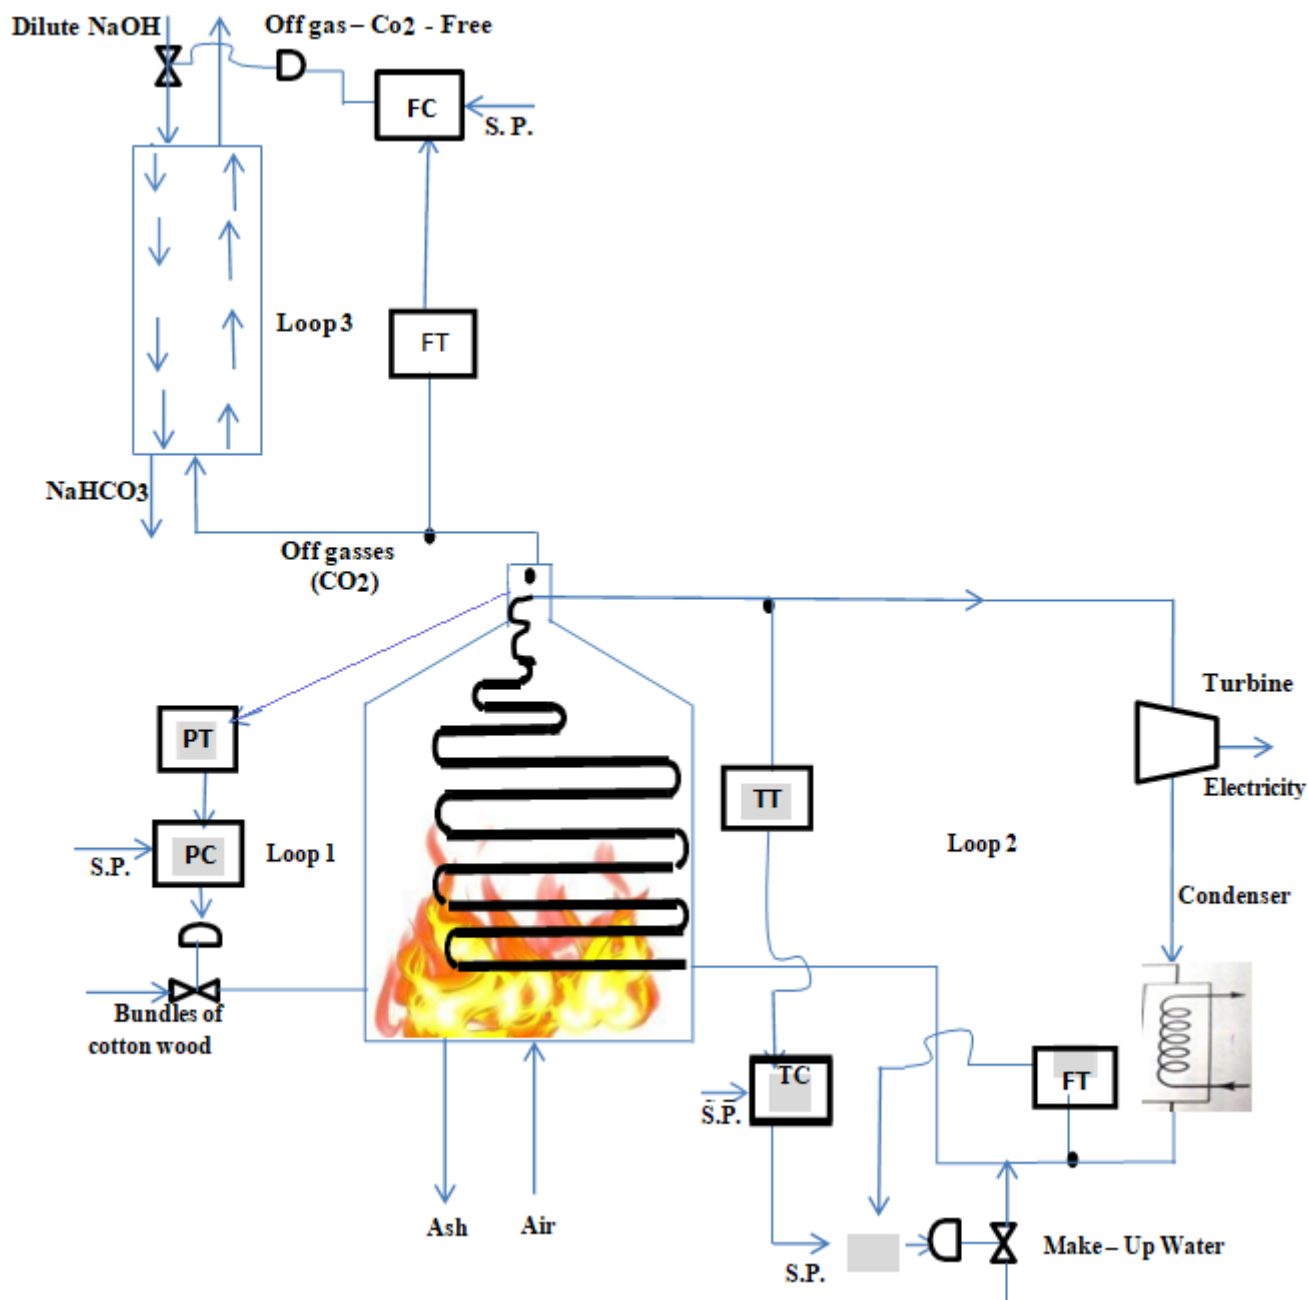 Dilute NaOH
Off gas – Co2 - Free
FC
S. P.
Loop 3
FT
NaHCO3
Off gasses
(CO2)
Turbine
PT
TT
Electricity
PC
Loop 1
S.P.
Loop 2
Condenser
Bundles of
cotton wood
TC
FT
S.P.
Ash
Air
Make – Up Water
S.P.